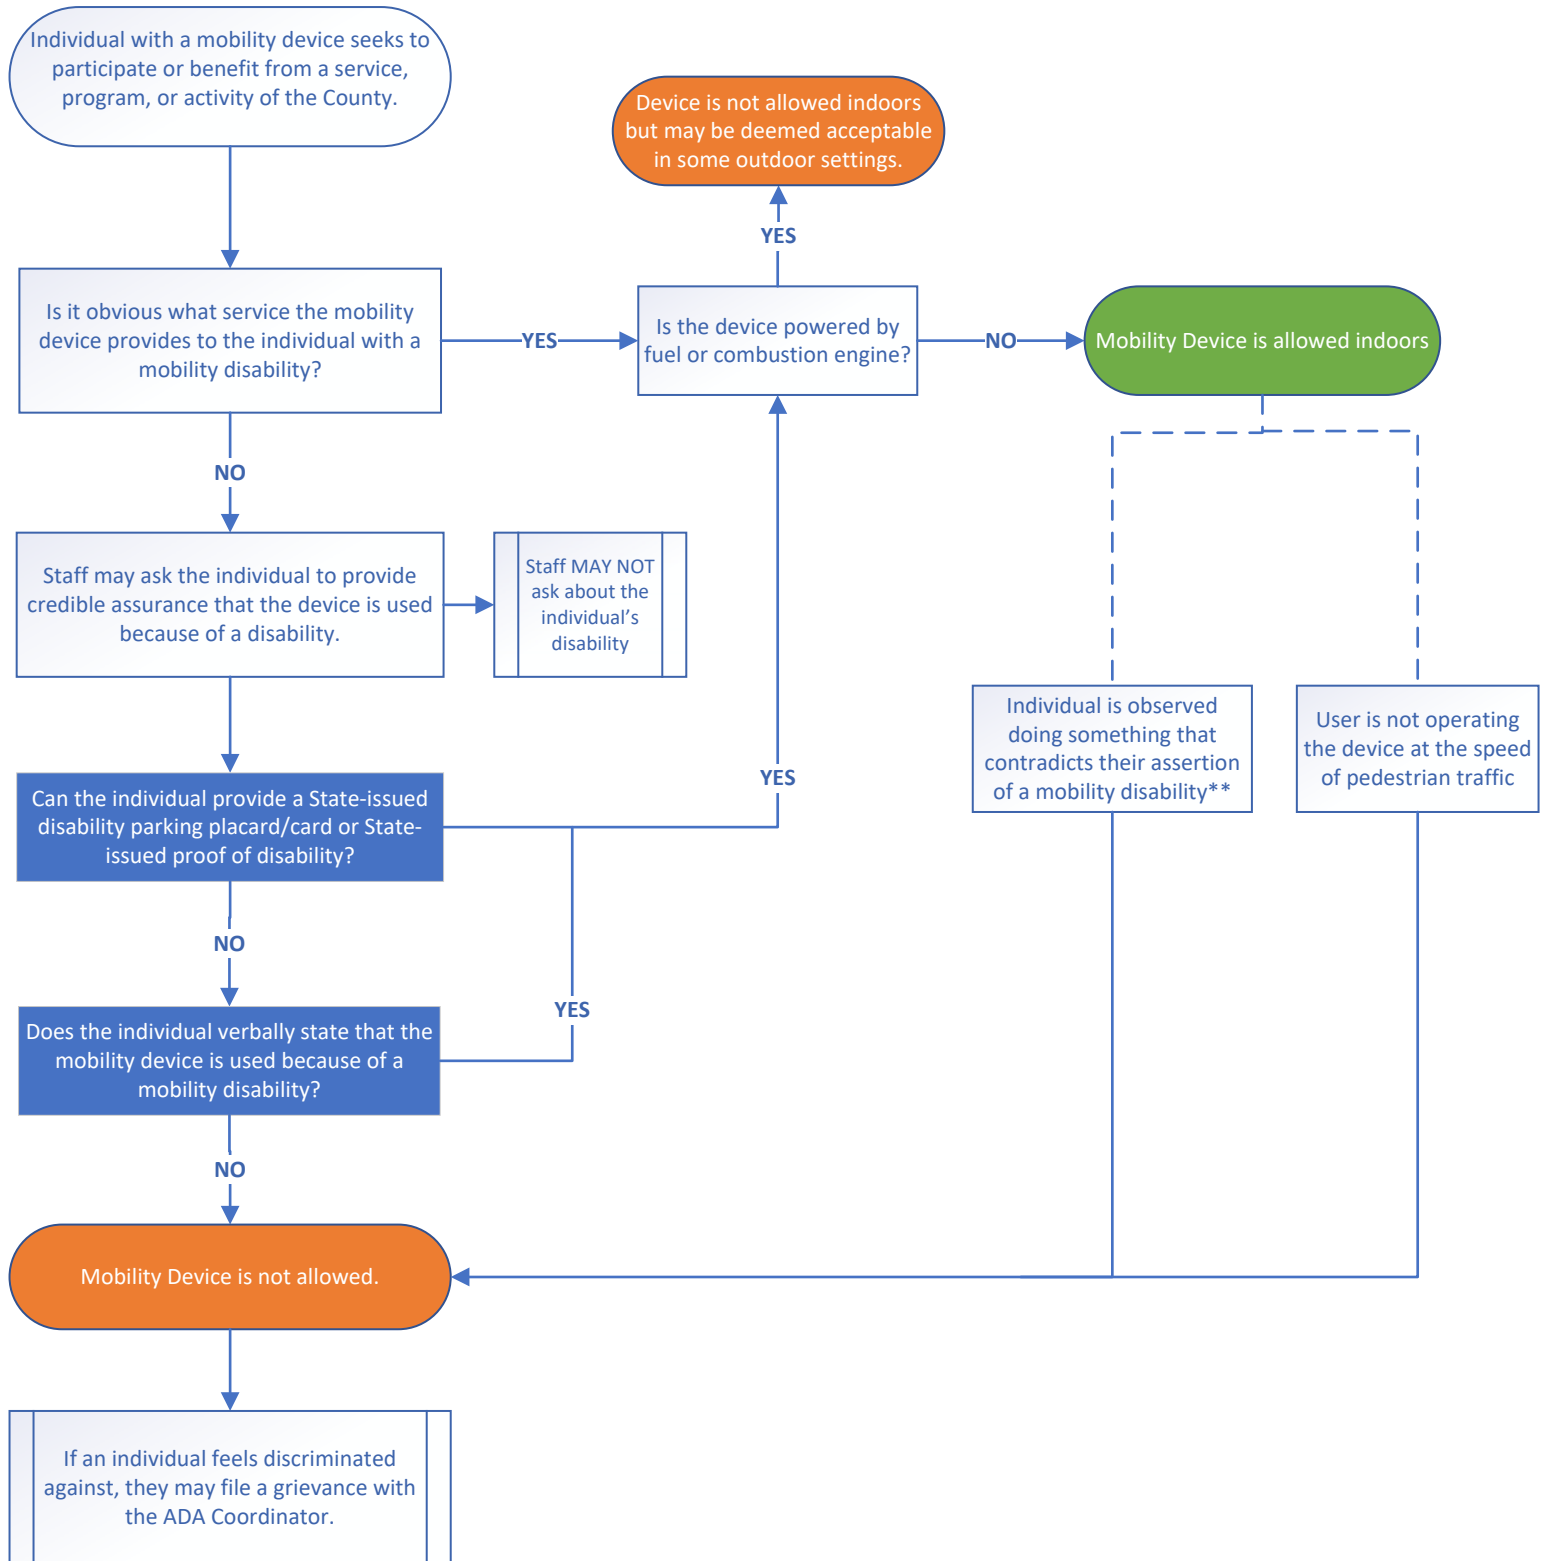 Individual with a mobility device seeks to
participate or benefit from a service,
program, or activity of the County.
Device is not allowed indoors
but may be deemed acceptable
in some outdoor settings.
YES
Is it obvious what service the mobility
device provides to the individual with a
mobility disability?
YES
Is the device powered by
fuel or combustion engine?
NO
Mobility Device is allowed indoors
NO
Staff may ask the individual to provide
credible assurance that the device is used
because of a disability.
Staff MAY NOT
ask about the
individual’s
disability
Individual is observed
doing something that
contradicts their assertion
of a mobility disability**
User is not operating
the device at the speed
of pedestrian traffic
Can the individual provide a State-issued
disability parking placard/card or State-
issued proof of disability?
YES
NO
Does the individual verbally state that the
mobility device is used because of a
mobility disability?
YES
NO
Mobility Device is not allowed.
If an individual feels discriminated
against, they may file a grievance with
the ADA Coordinator.